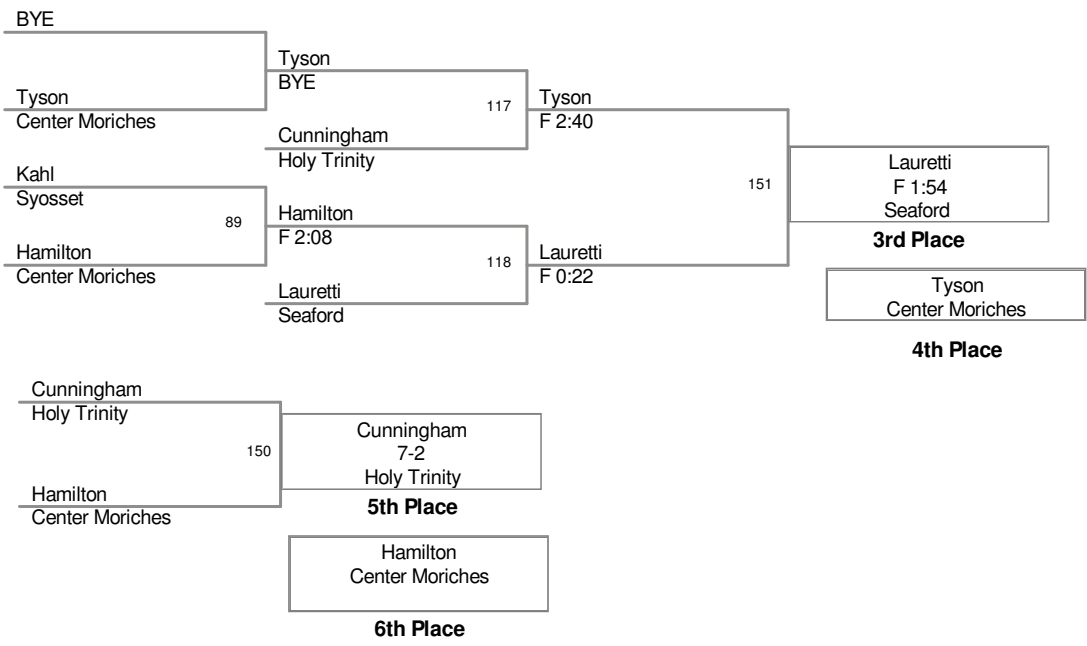 BYE
Tyson
BYE
Tyson
Center Moriches
117
Tyson
F 2:40
Cunningham
Holy Trinity
Kahl
Syosset
89
Hamilton
F 2:08
Hamilton
Center Moriches
118
Lauretti
F 0:22
Lauretti
Seaford
151
Lauretti
F 1:54
Seaford
3rd Place
Tyson
Center Moriches
4th Place
Cunningham
Holy Trinity
150
Hamilton
Center Moriches
Cunningham
7-2
Holy Trinity
5th Place
Hamilton
Center Moriches
6th Place